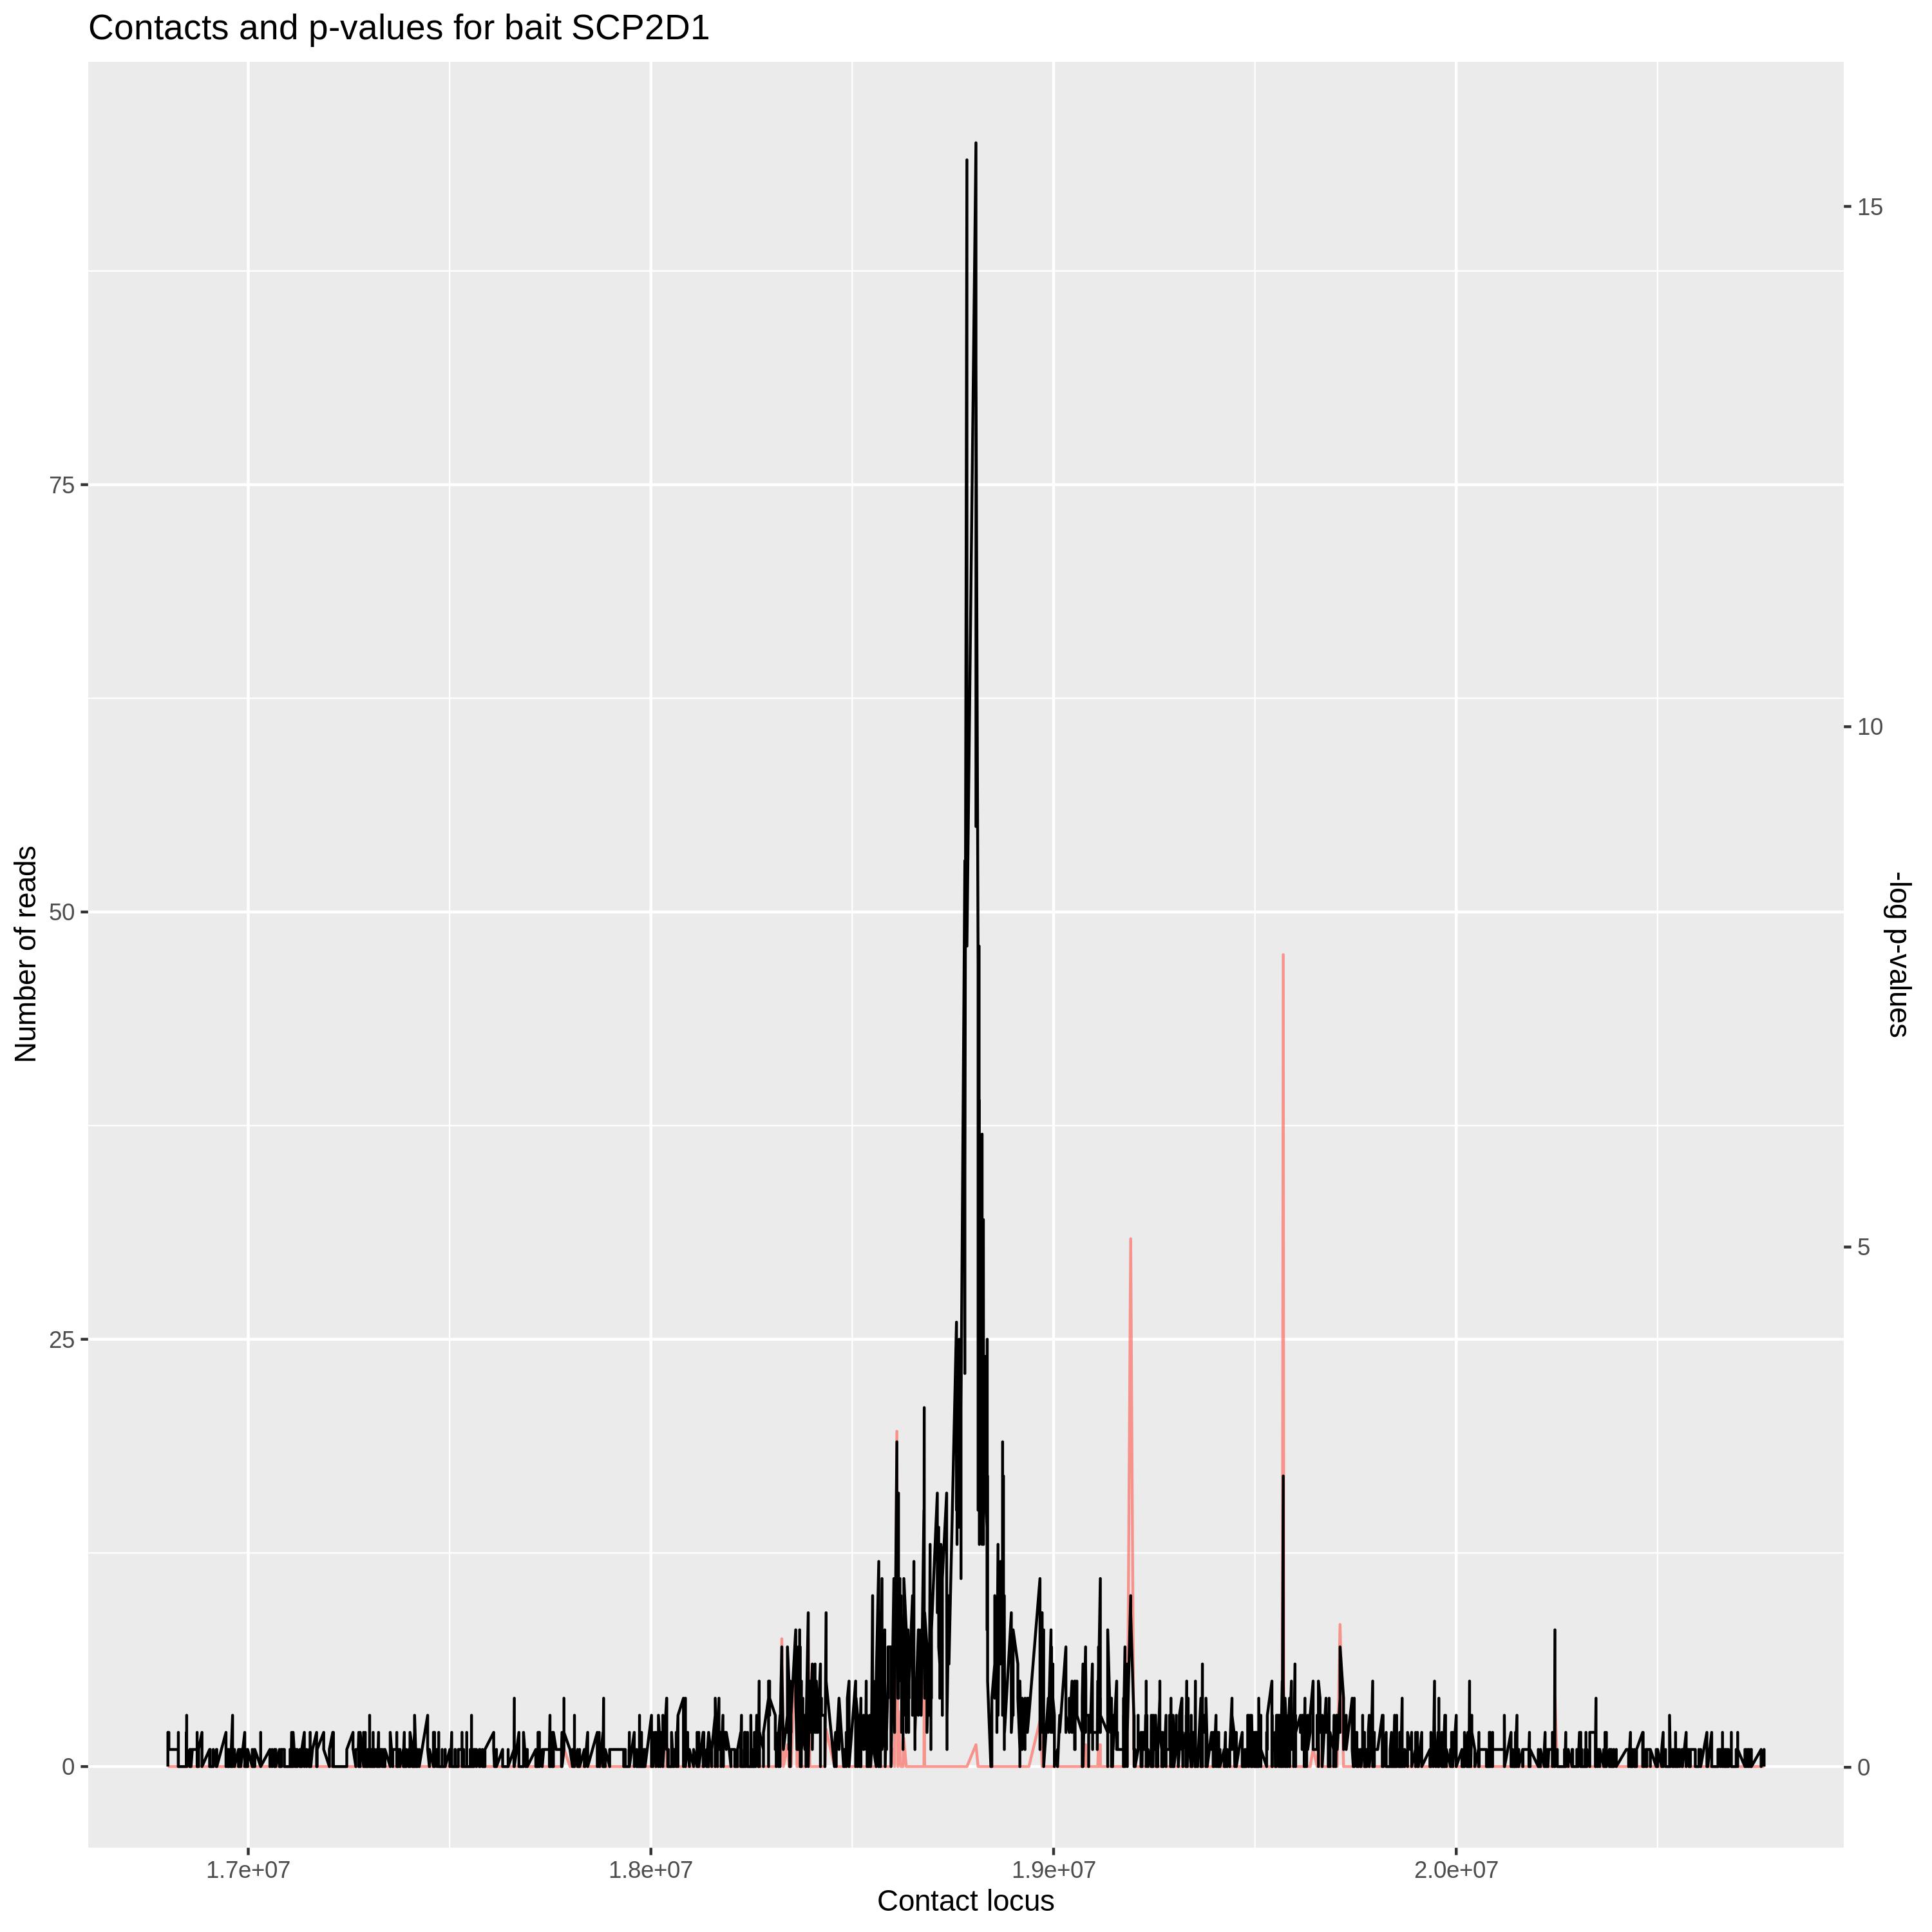 Contacts and p-values for bait SCP2D1
Number of reads
75
50
25
0
15
10
5
0
-log p-values
1.7e+07
1.8e+07
1.9e+07
2.0e+07
Contact locus